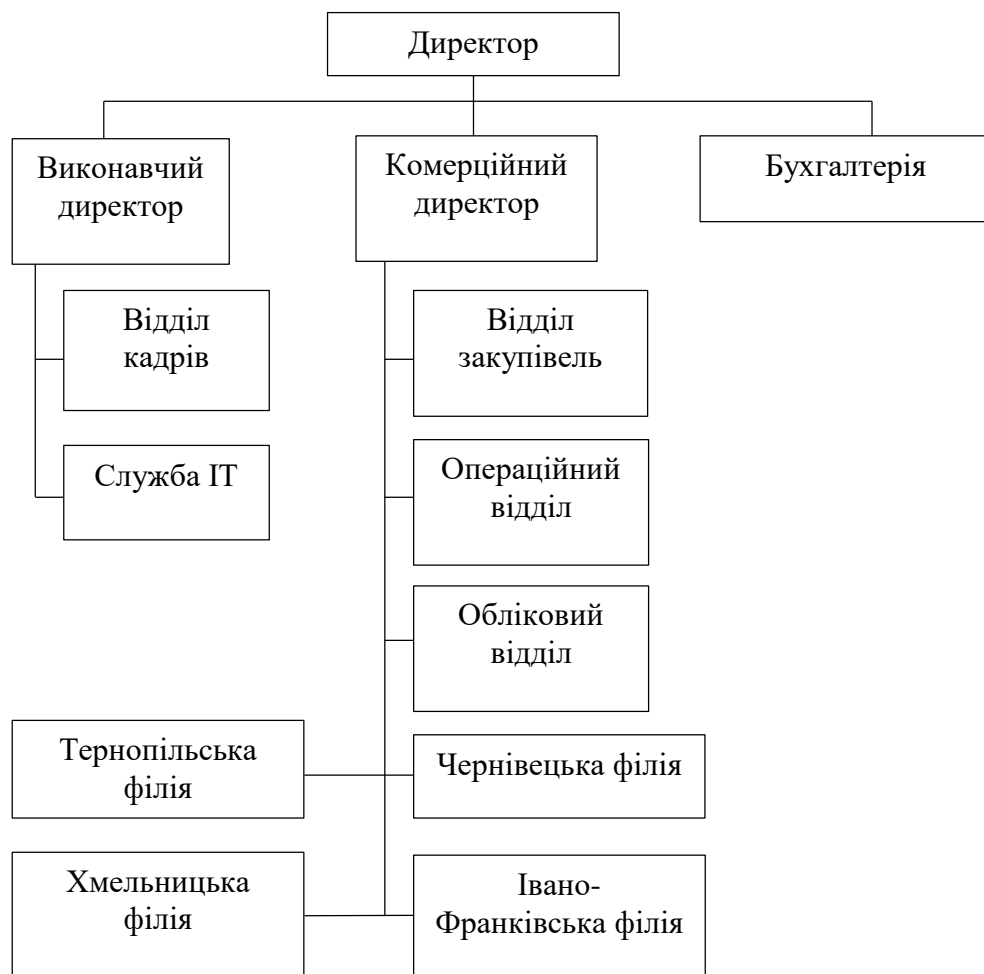 Директор
Виконавчий
директор
Комерційний
директор
Бухгалтерія
Відділ
кадрів
Відділ
закупівель
Служба ІТ
Операційний
відділ
Обліковий
відділ
Тернопільська
філія
Чернівецька філія
Хмельницька
філія
Івано-
Франківська філія